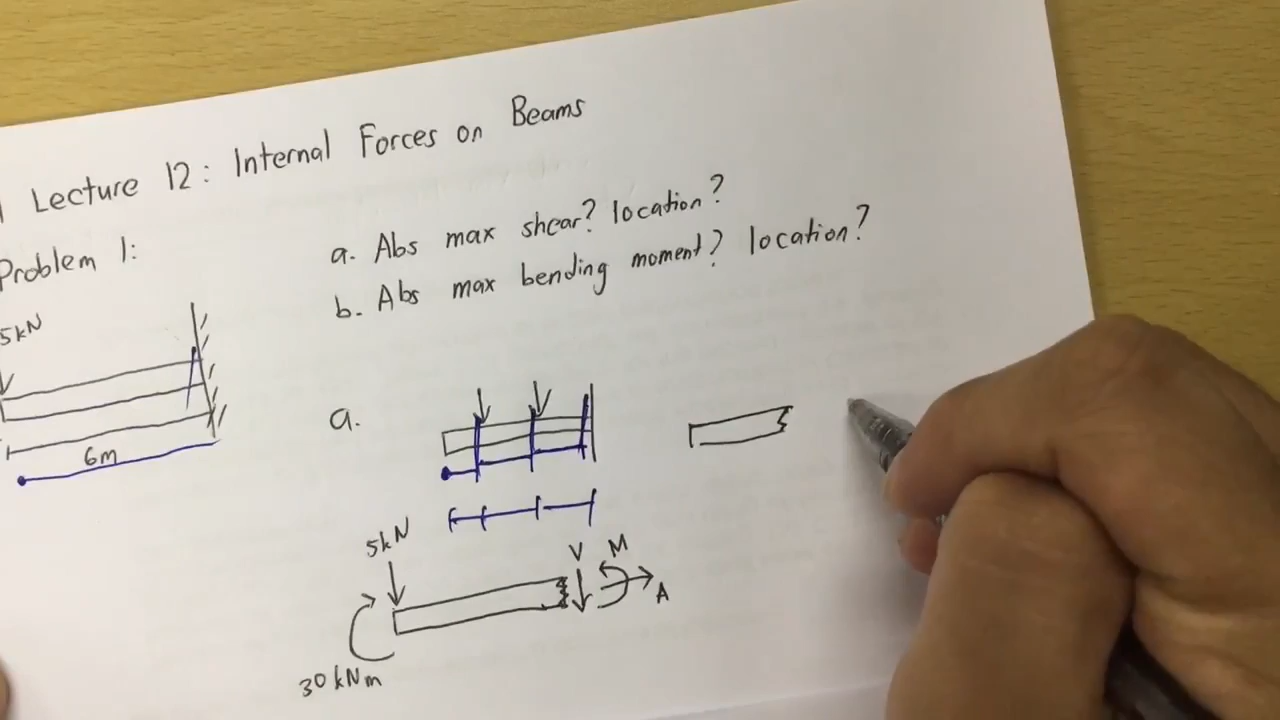 Lecture 12: Internal Forces on Beams
Problem 1:
a. Abs max shear? location?
b. Abs max bending moment? location?
5kN
6m
a.
5kN
V
M
A
30 kNm